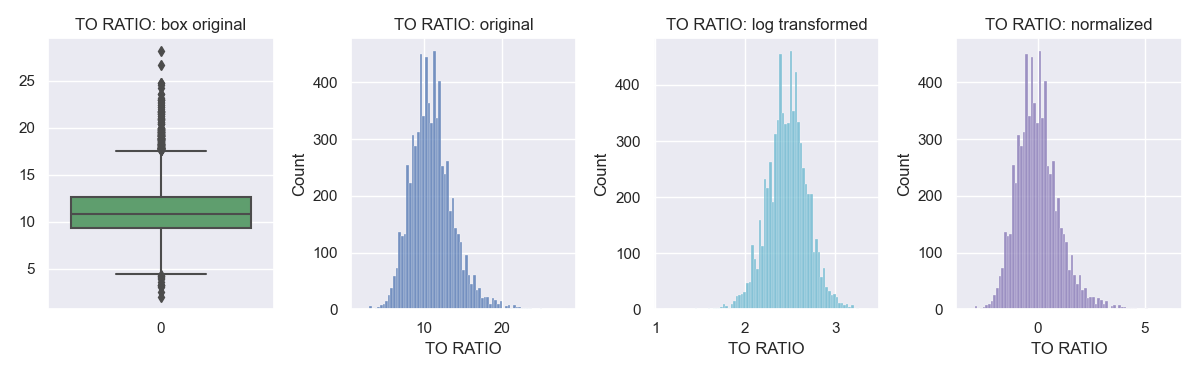 TO RATIO: box original
25
20
15
10
5
0
TO RATIO: original
Count
400
300
200
100
0
10
20
TO RATIO
TO RATIO: log transformed
Count
400
300
200
100
0
1
2
3
TO RATIO
TO RATIO: normalized
Count
400
300
200
100
0
0
5
TO RATIO